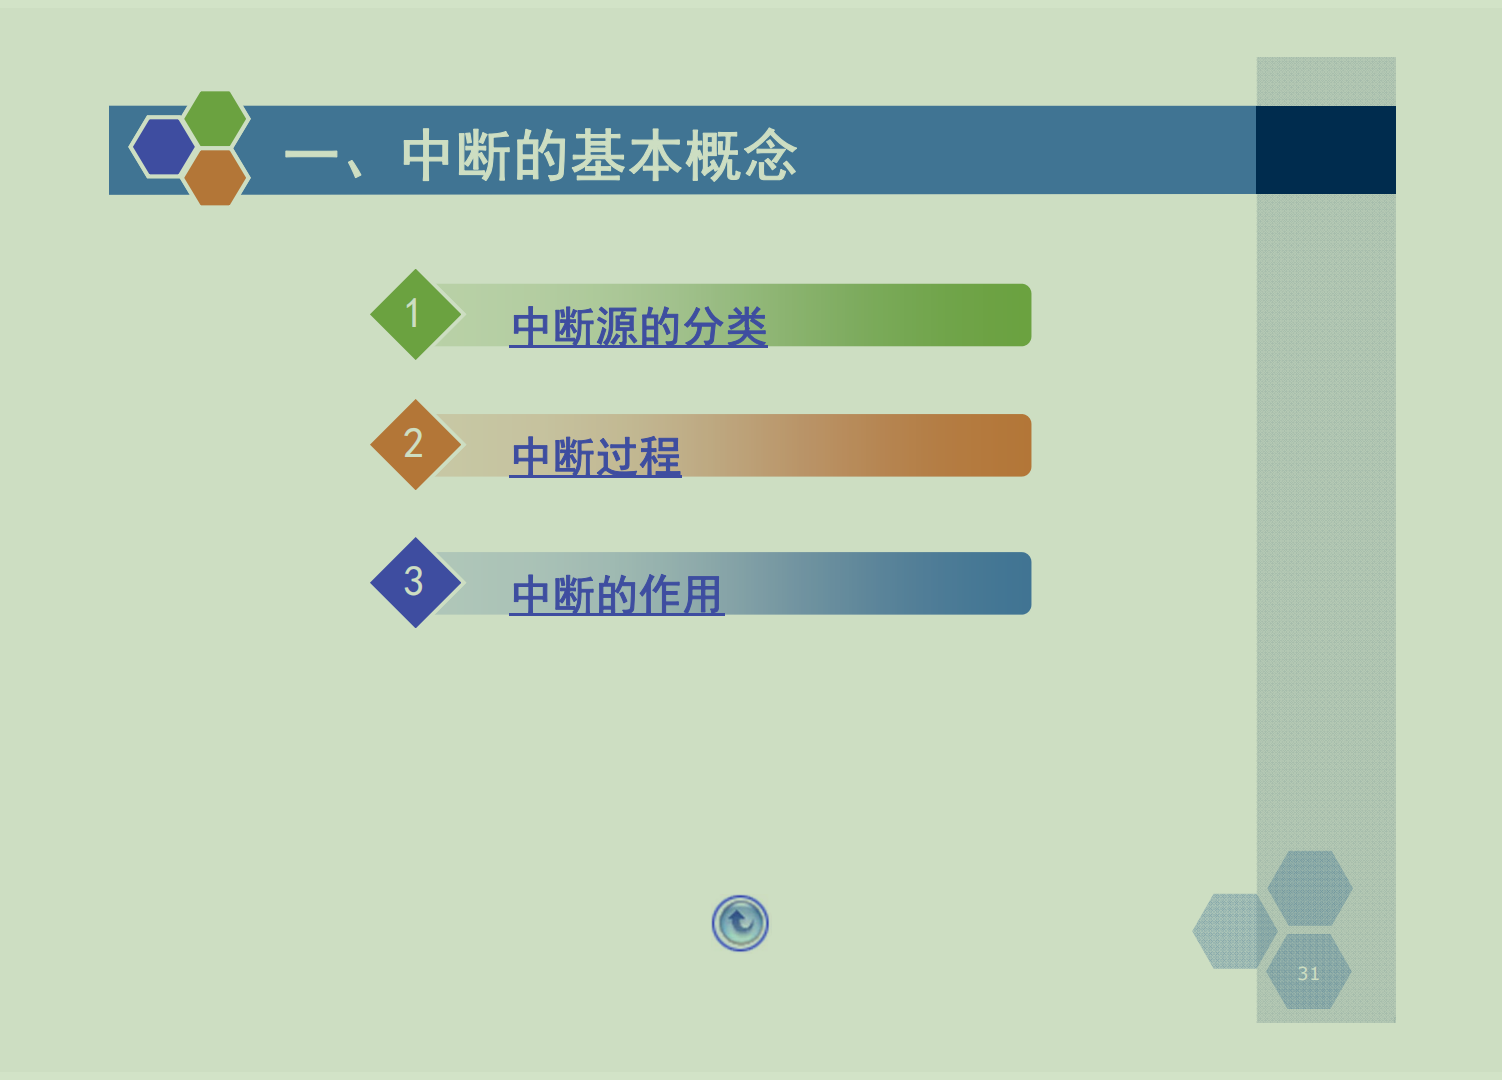 一、中断的基本概念
1 中断源的分类
2 中断过程
3 中断的作用
31